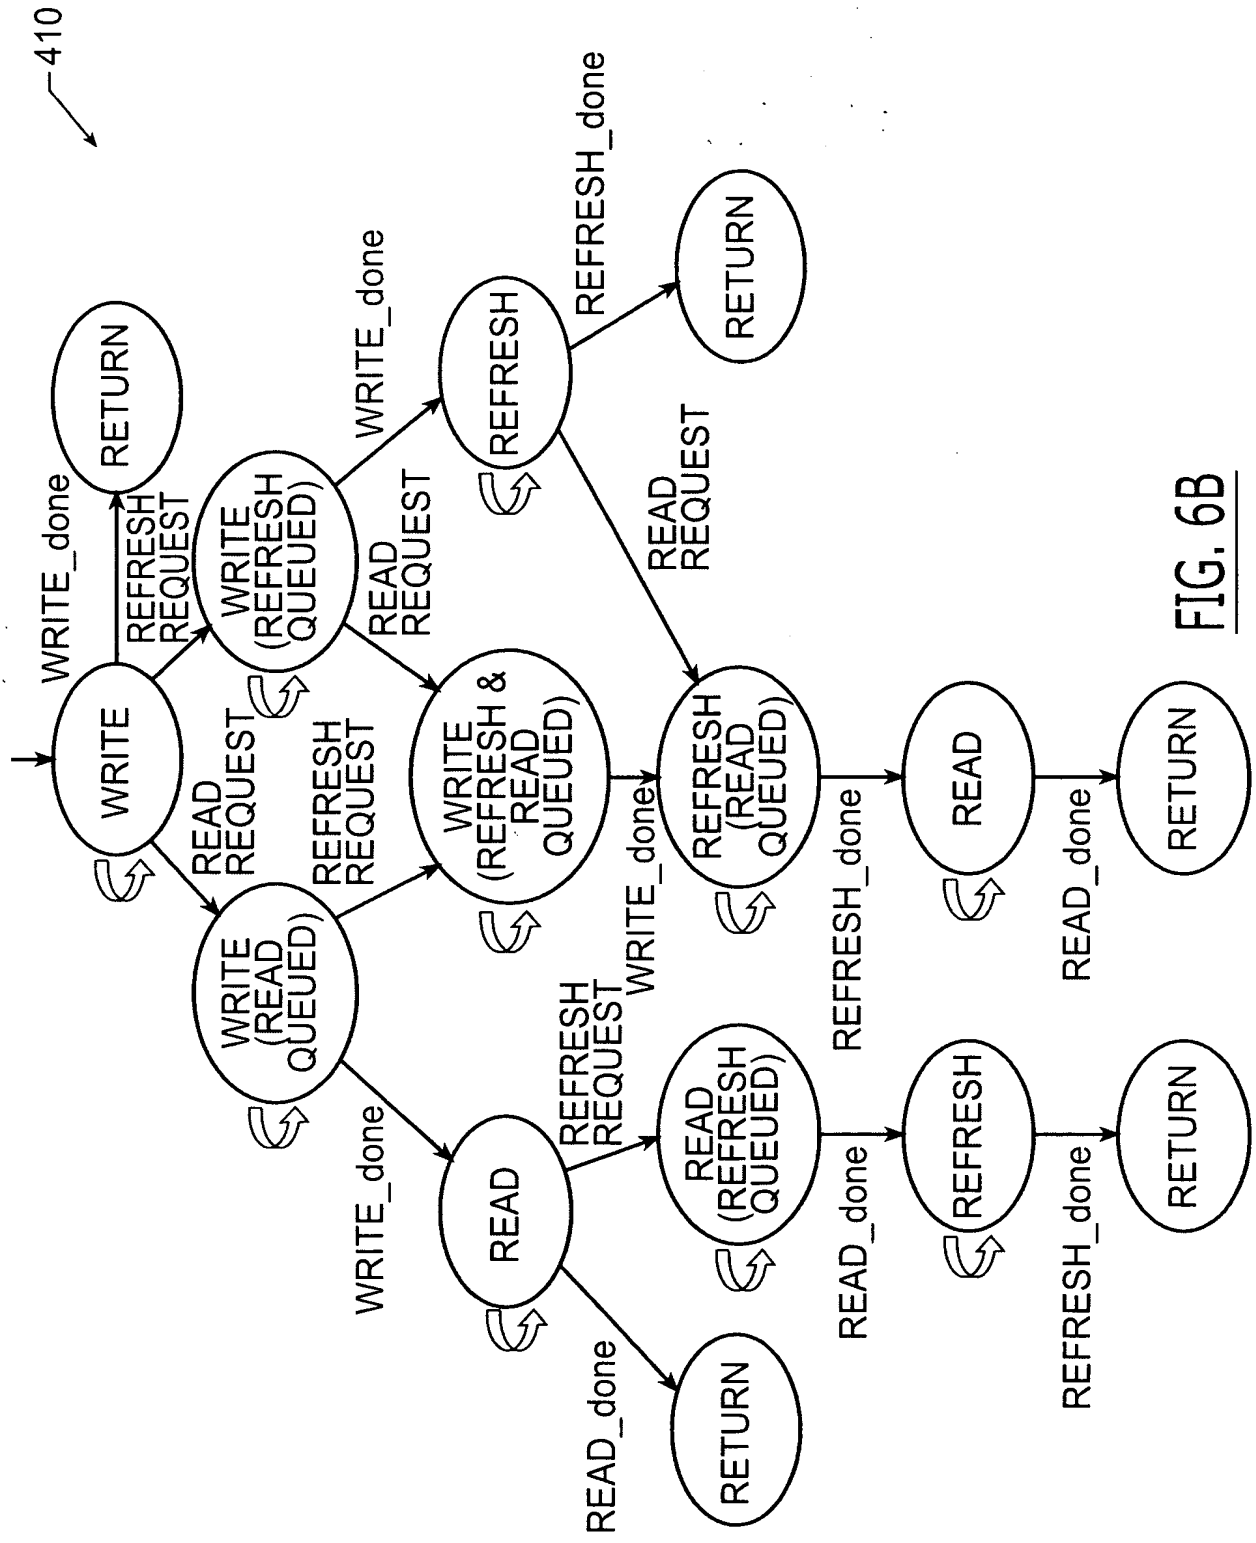 410
WRITE_done
WRITE
RETURN
REFRESH
REQUEST
READ
REQUEST
WRITE
(REFRESH
QUEUED)
WRITE
(READ
QUEUED)
REFRESH
REQUEST
READ
REQUEST
WRITE_done
WRITE_done
WRITE
(REFRESH &
READ
QUEUED)
REFRESH
READ
REFRESH_done
READ
REQUEST
REFRESH
REQUEST
WRITE_done
READ_done
RETURN
REFRESH
(READ
QUEUED)
READ
(REFRESH
QUEUED)
RETURN
REFRESH_done
READ_done
READ
REFRESH
READ_done
REFRESH_done
RETURN
RETURN
FIG. 6B